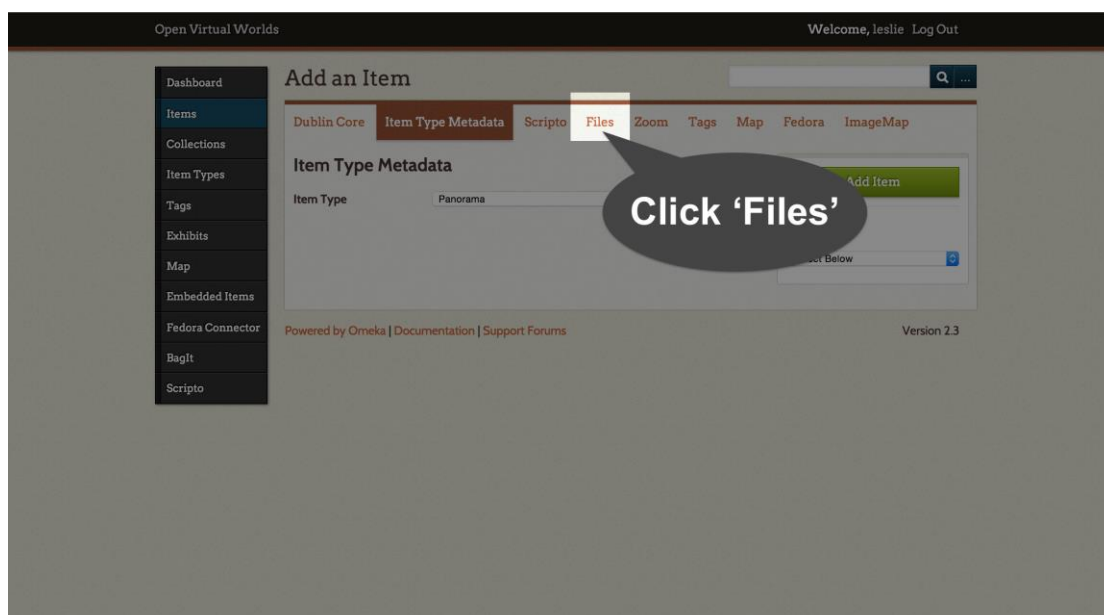 Open Virtual Worlds
Welcome, leslie Log Out
Dashboard
Items
Collections
Item Types
Tags
Exhibits
Map
Embedded Items
Fedora Connector
BagIt
Scripto
Add an Item
...
Dublin Core Item Type Metadata Scripto Files Zoom Tags Map Fedora ImageMap
Item Type Metadata
Item Type Panorama
Add Item
Click ‘Files’
Below
Powered by Omeka | Documentation | Support Forums
Version 2.3